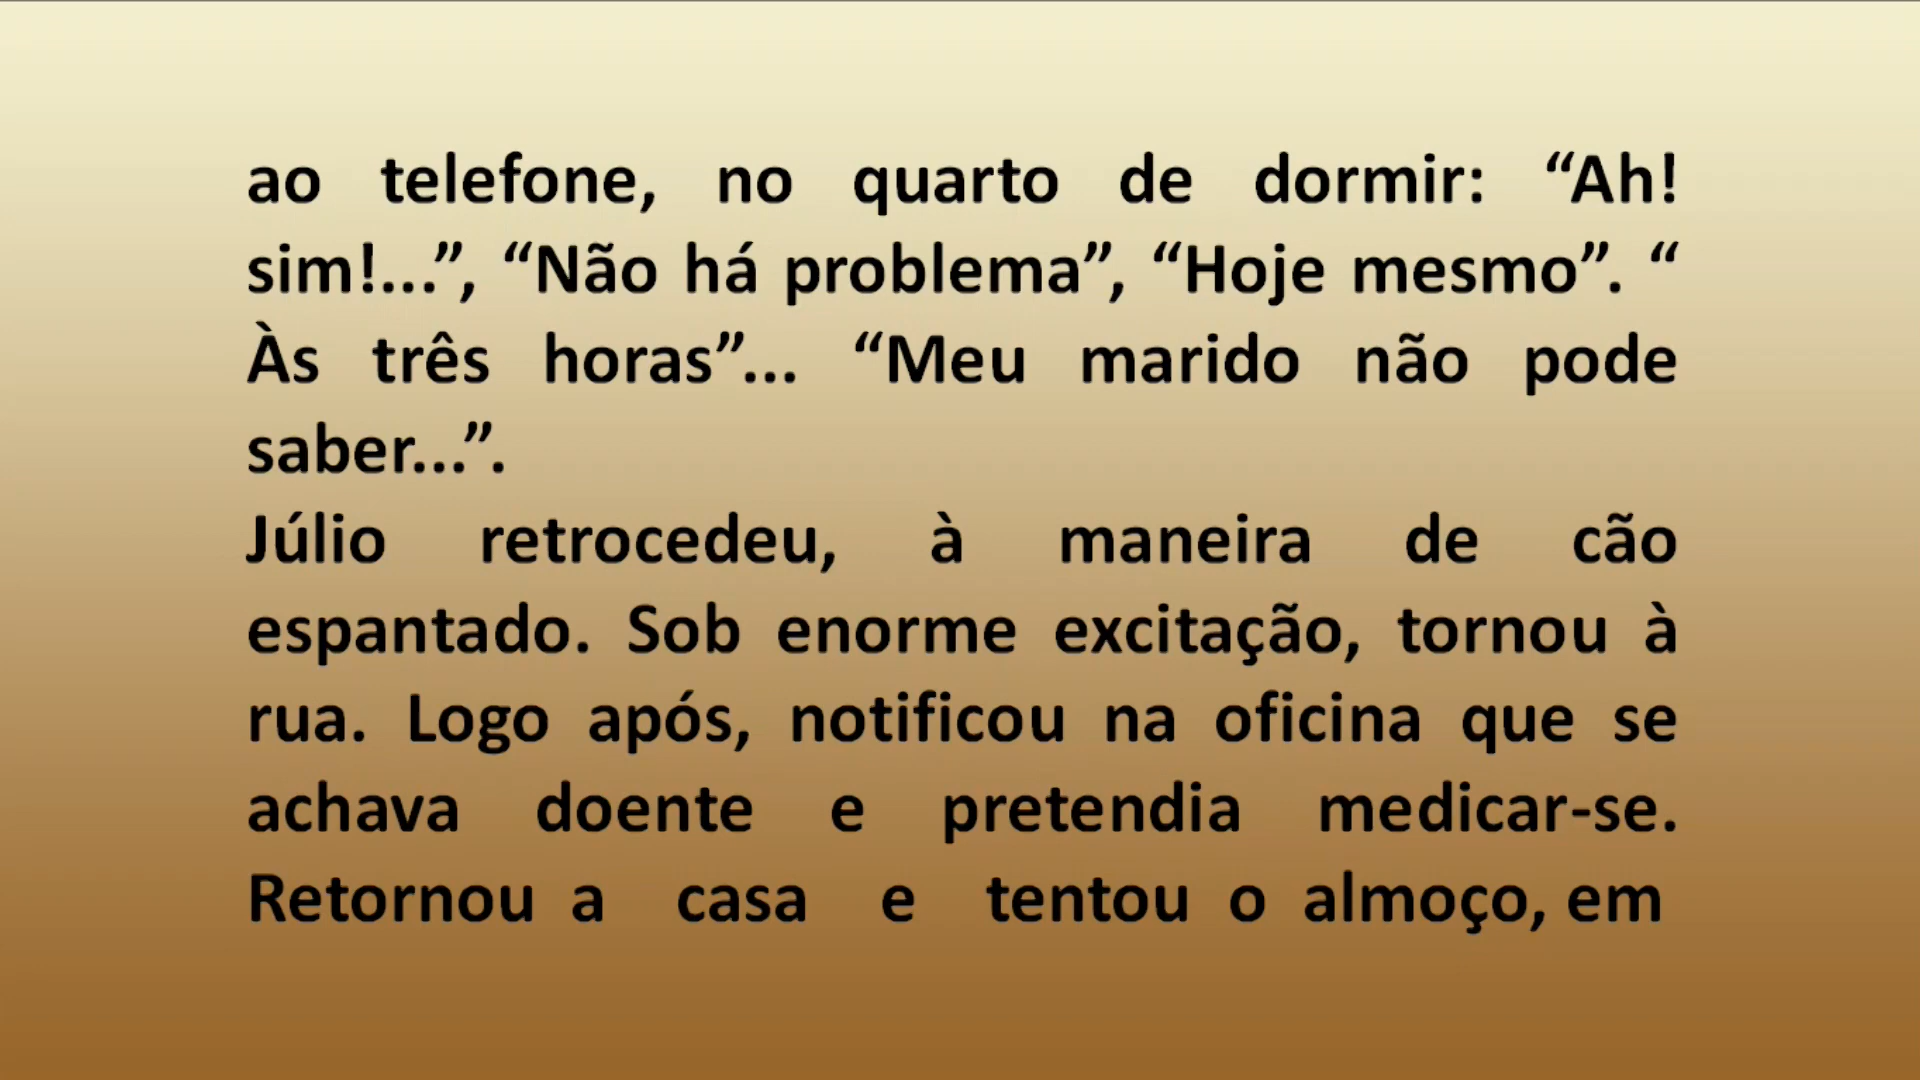 ao telefone, no quarto de dormir: “Ah!
sim!...”, “Não há problema”, “Hoje mesmo”. “
Às três horas”... “Meu marido não pode
saber...”.
Júlio retrocedeu, à maneira de cão
espantado. Sob enorme excitação, tornou à
rua. Logo após, notificou na oficina que se
achava doente e pretendia medicar-se.
Retornou a casa e tentou o almoço, em